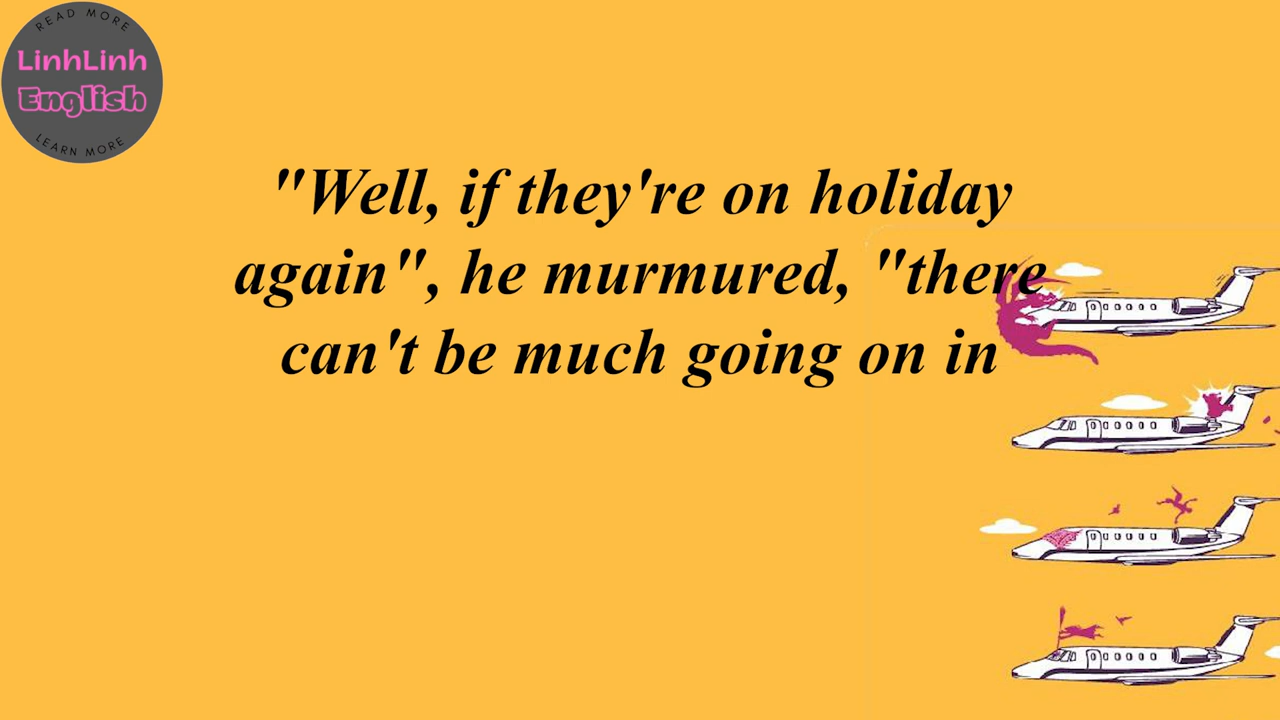 READ MORE
LinhLinh
English
LEARN MORE
"Well, if they're on holiday
again", he murmured, "there
can't be much going on in